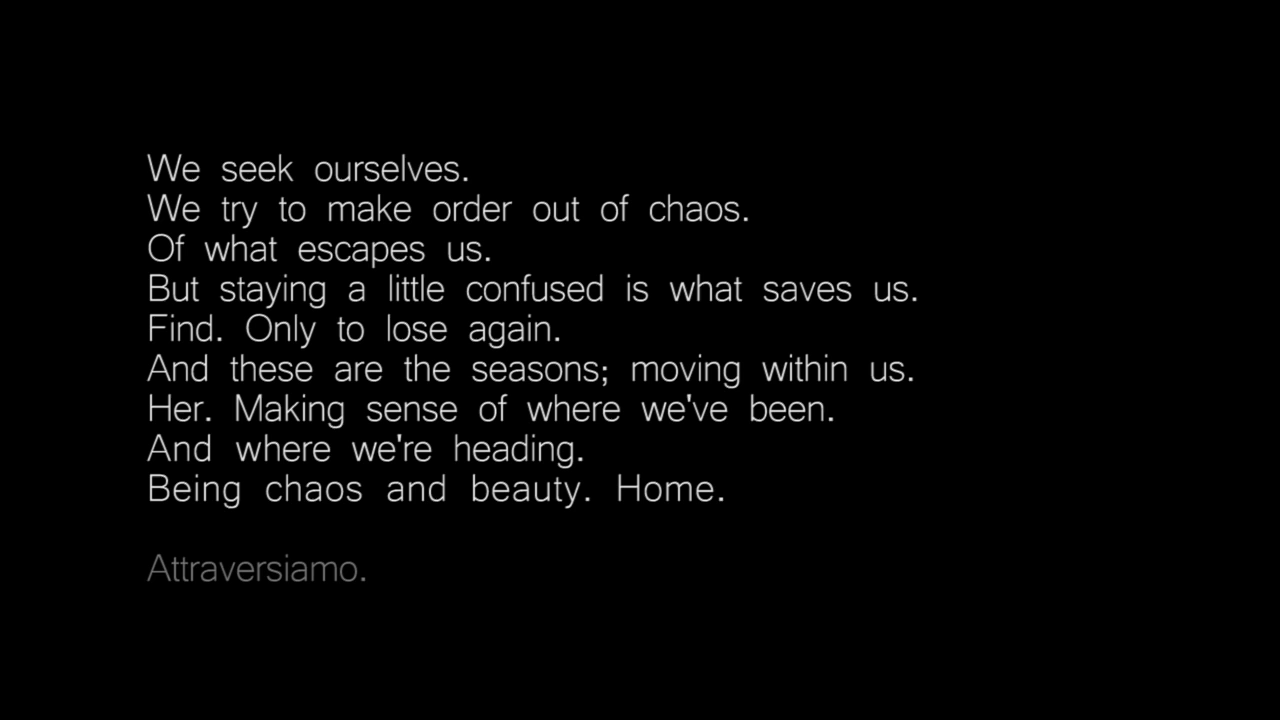 We seek ourselves.
We try to make order out of chaos.
Of what escapes us.
But staying a little confused is what saves us.
Find. Only to lose again.
And these are the seasons; moving within us.
Her. Making sense of where we've been.
And where we're heading.
Being chaos and beauty. Home.
Attraversiamo.